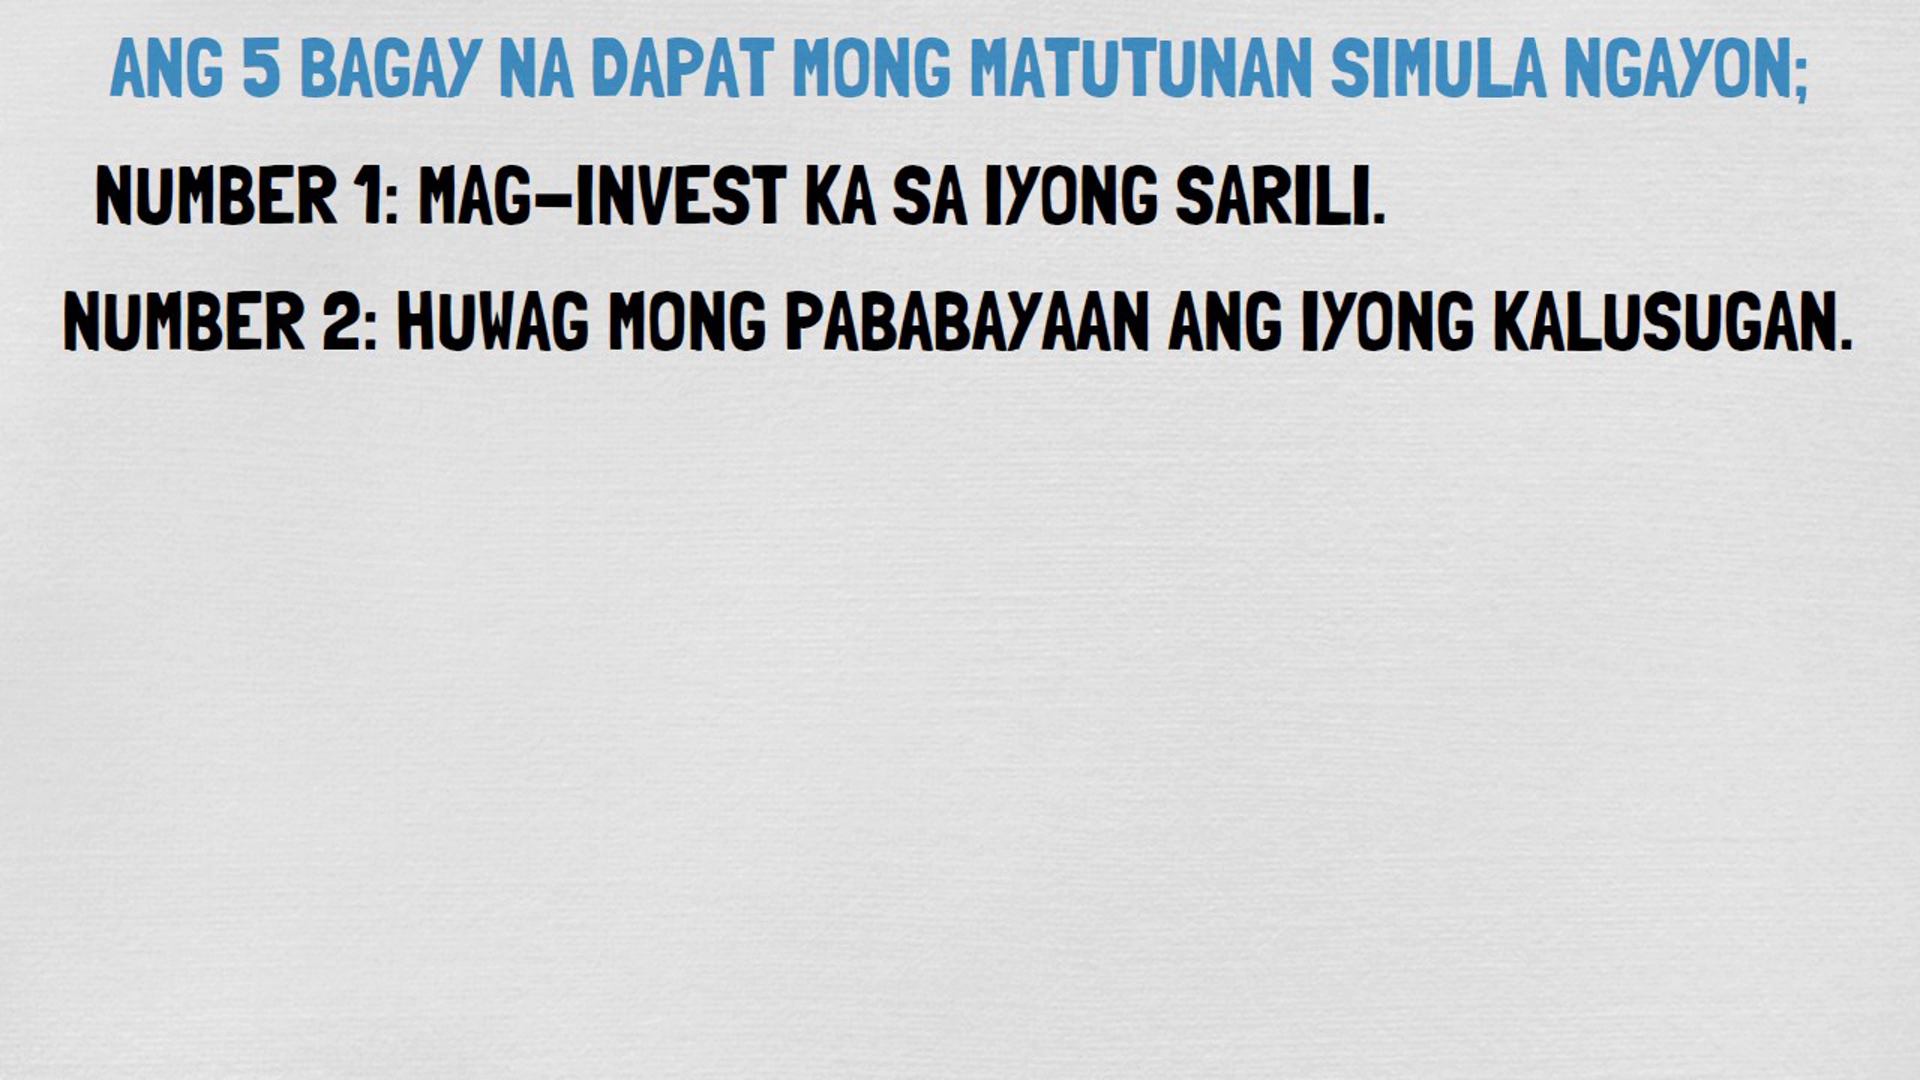 ANG 5 BAGAY NA DAPAT MONG MATUTUNAN SIMULA NGAYON;
NUMBER 1: MAG-INVEST KA SA IYONG SARILI.
NUMBER 2: HUWAG MONG PABABAYAAN ANG IYONG KALUSUGAN.